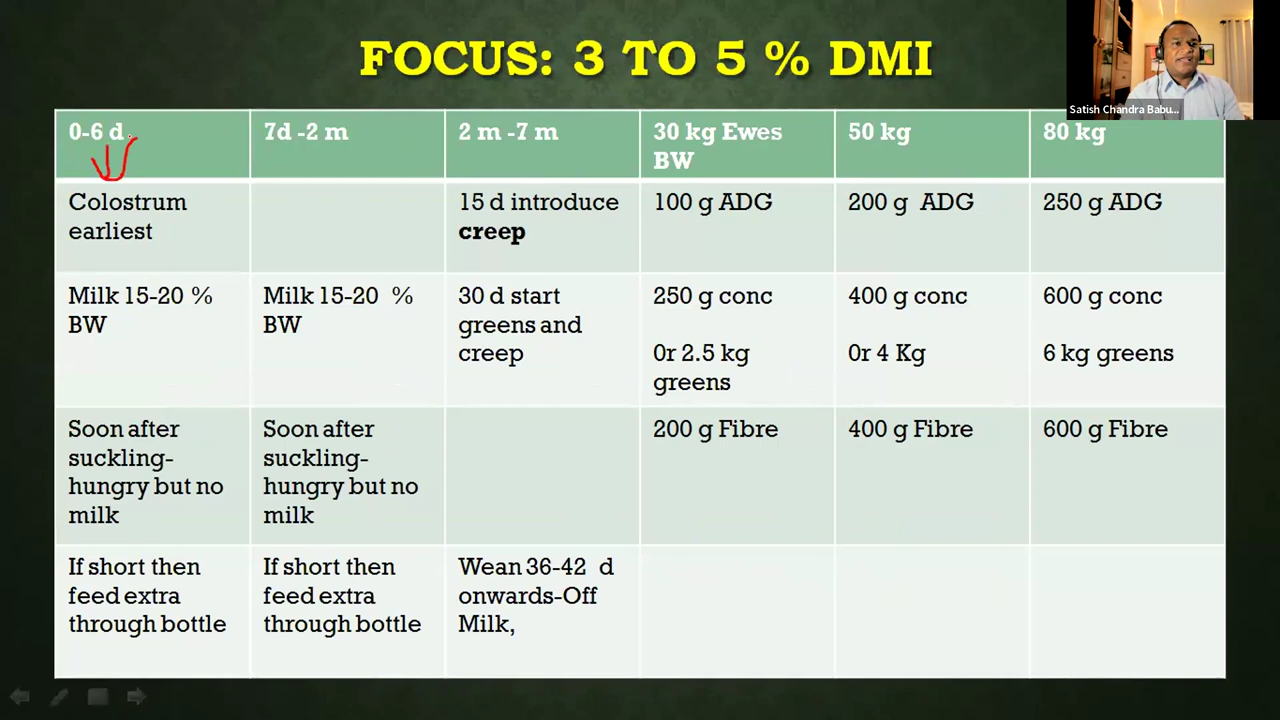 FOCUS: 3 TO 5 % DMI
Satish Chandra Babu...
0-6 d
7d -2 m
2 m -7 m
30 kg Ewes
BW
50 kg
80 kg
Colostrum
earliest
15 d introduce
creep
100 g ADG
200 g ADG
250 g ADG
Milk 15-20 %
BW
Milk 15-20 %
BW
30 d start
greens and
creep
250 g conc
0r 2.5 kg
greens
400 g conc
0r 4 Kg
600 g conc
6 kg greens
Soon after
suckling-
hungry but no
milk
Soon after
suckling-
hungry but no
milk
200 g Fibre
400 g Fibre
600 g Fibre
If short then
feed extra
through bottle
If short then
feed extra
through bottle
Wean 36-42 d
onwards-Off
Milk,